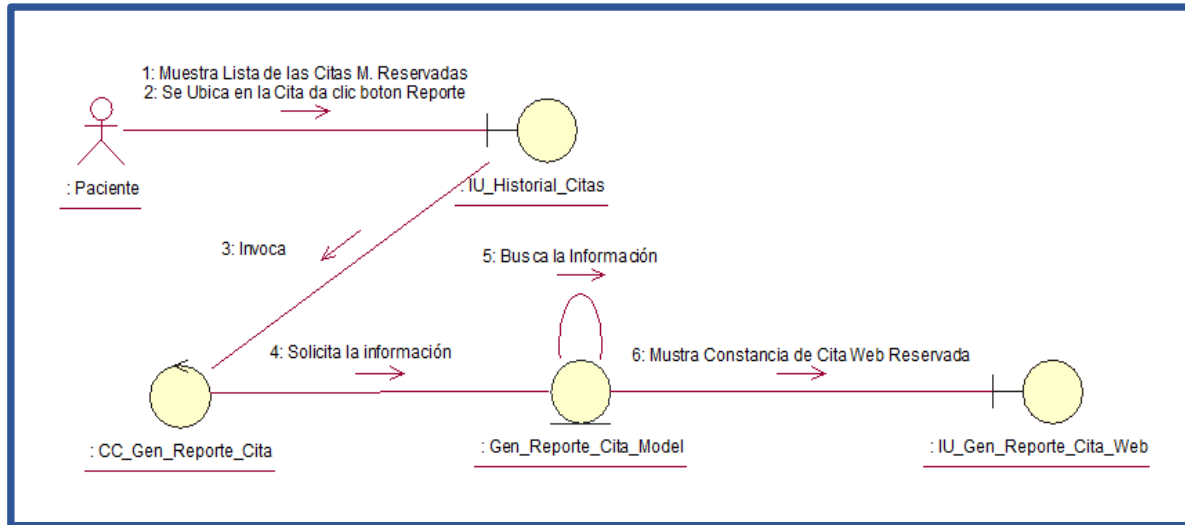 1: Muestra Lista de las Citas M. Reservadas
2: Se Ubica en la Cita da clic boton Reporte
: Paciente
: IU_Historial_Citas
3: Invoca
5: Busca la Información
4: Solicita la información
6: Mustra Constancia de Cita Web Reservada
: CC_Gen_Reporte_Cita
: Gen_Reporte_Cita_Model
: IU_Gen_Reporte_Cita_Web